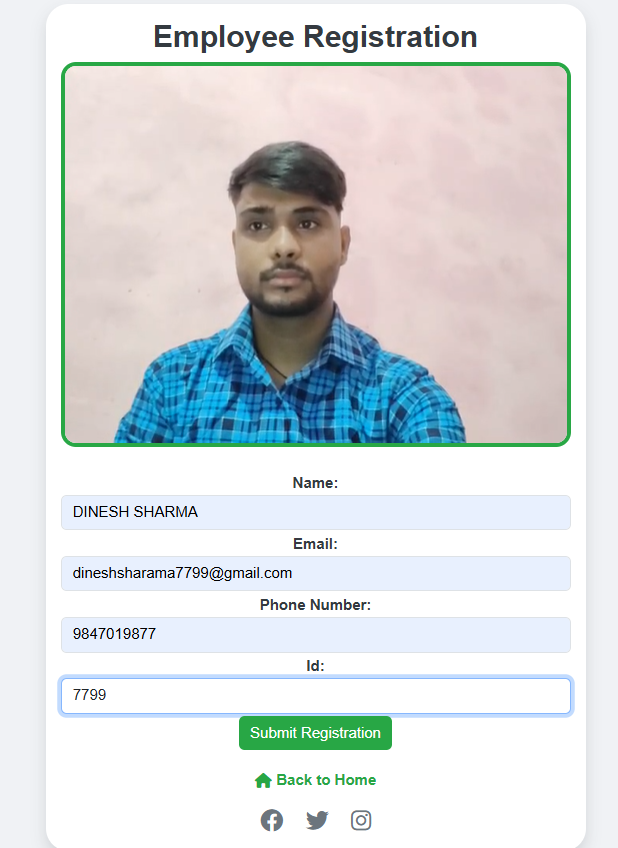 Employee Registration
Name:
DINESH SHARMA
Email:
dineshsharama7799@gmail.com
Phone Number:
9847019877
Id:
7799
Submit Registration
Back to Home